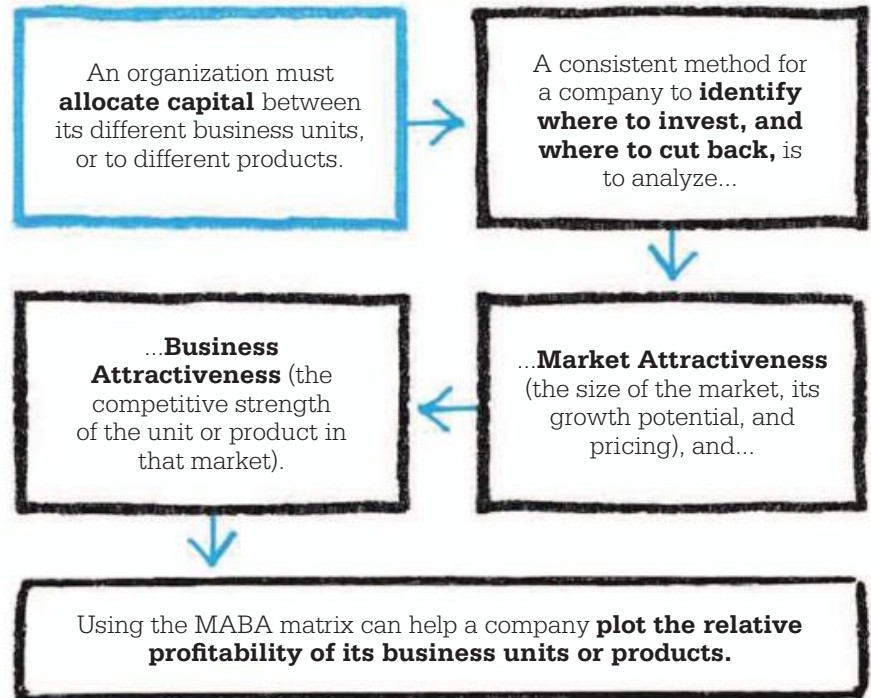 An organization must
allocate capital between
its different business units,
or to different products.
A consistent method for
a company to identify
where to invest, and
where to cut back, is
to analyze...
...Market Attractiveness
(the size of the market, its
growth potential, and
pricing), and...
...Business
Attractiveness (the
competitive strength
of the unit or product in
that market).
Using the MABA matrix can help a company plot the relative
profitability of its business units or products.